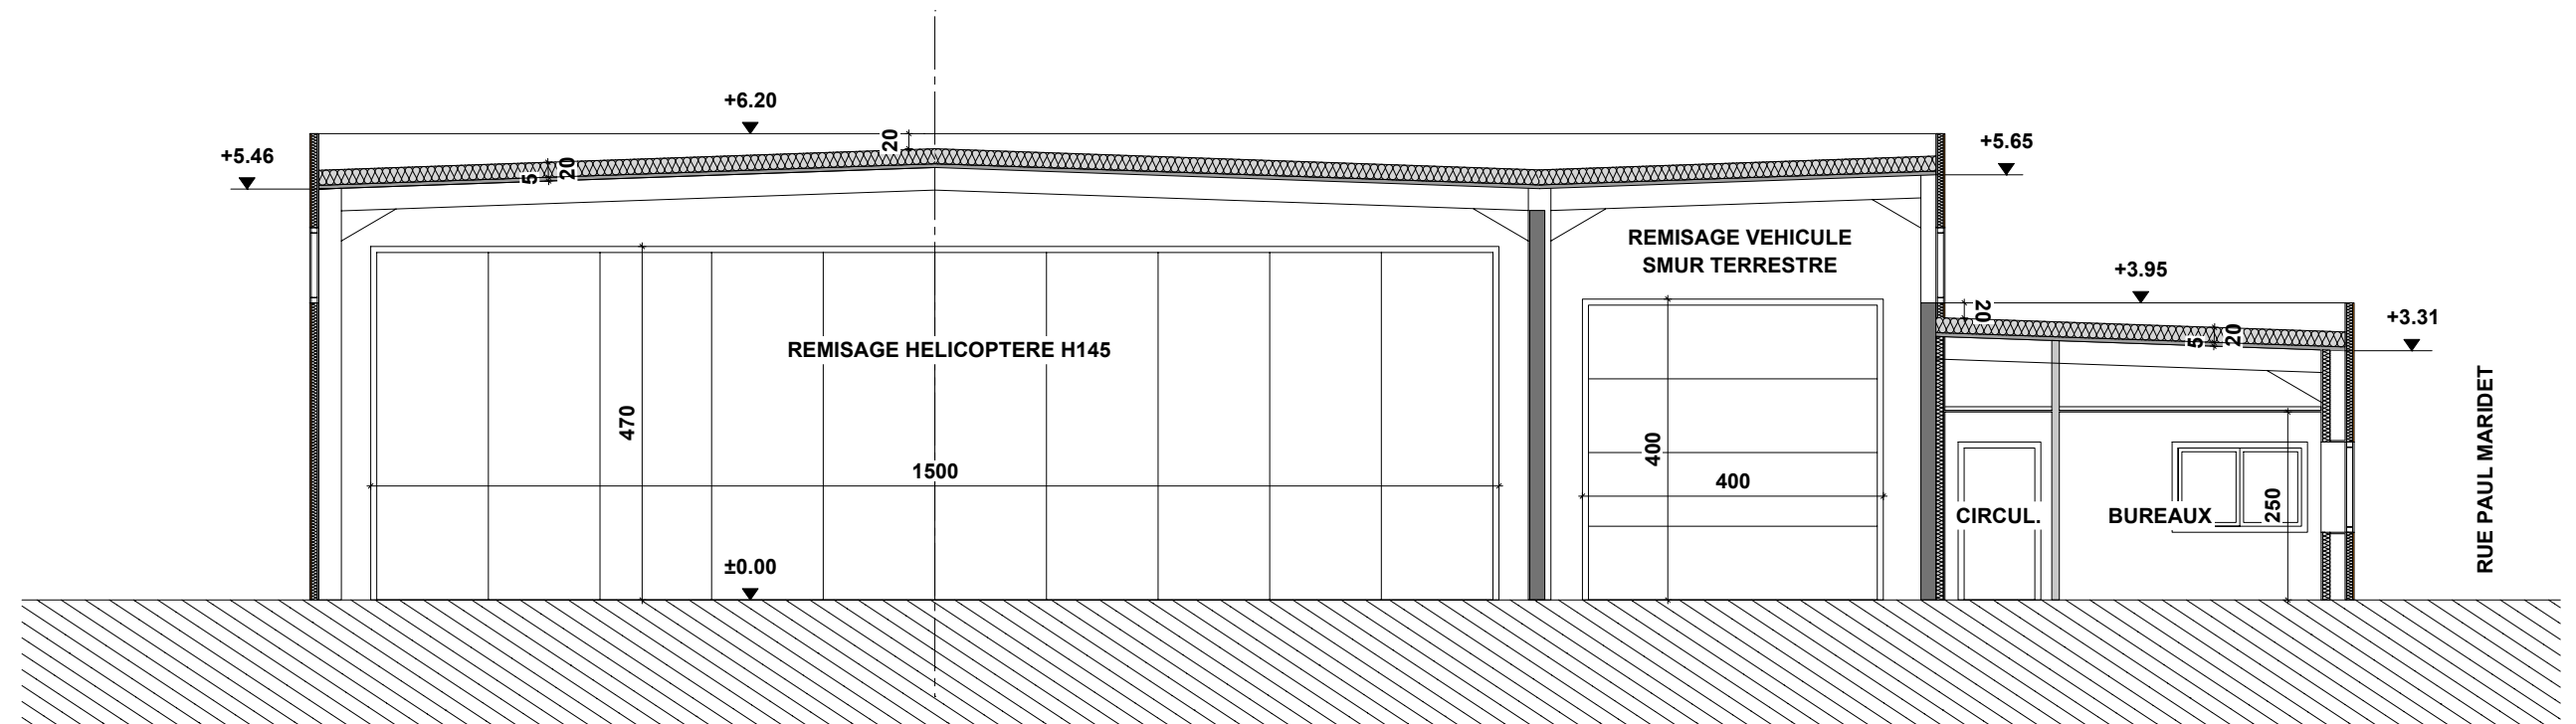 +6.20
+5.46
20
+5.65
5
20
REMISAGE VEHICULE
SMUR TERRESTRE
+3.95
20
+3.31
5
20
REMISAGE HELICOPTERE H145
470
1500
400
400
250
CIRCUL.
BUREAUX
RUE PAUL MARIDET
±0.00